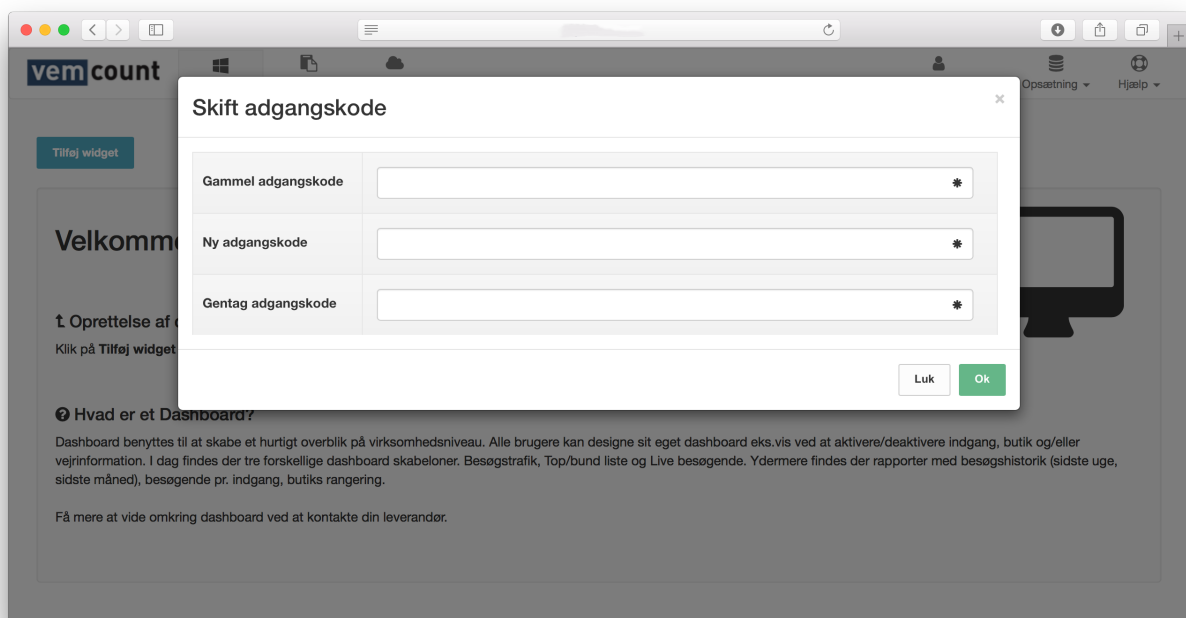 vemcount
Opsætning
Hjælp
Skift adgangskode
×
Tilføj widget
Gammel adgangskode
Ny adgangskode
Gentag adgangskode
Velkomm
Oprettelse af
Klik på Tilføj widget
Luk
Ok
Hvad er et Dashboard?
Dashboard benyttes til at skabe et hurtigt overblik på virksomhedsniveau. Alle brugere kan designe sit eget dashboard eks.vis ved at aktivere/deaktivere indgang, butik og/eller
vejrinformation. I dag findes der tre forskellige dashboard skabeloner. Besøgstrafik, Top/bund liste og Live besøgende. Ydermere findes der rapporter med besøgshistorik (sidste uge,
sidste måned), besøgende pr. indgang, butiks rangering.
Få mere at vide omkring dashboard ved at kontakte din leverandør.